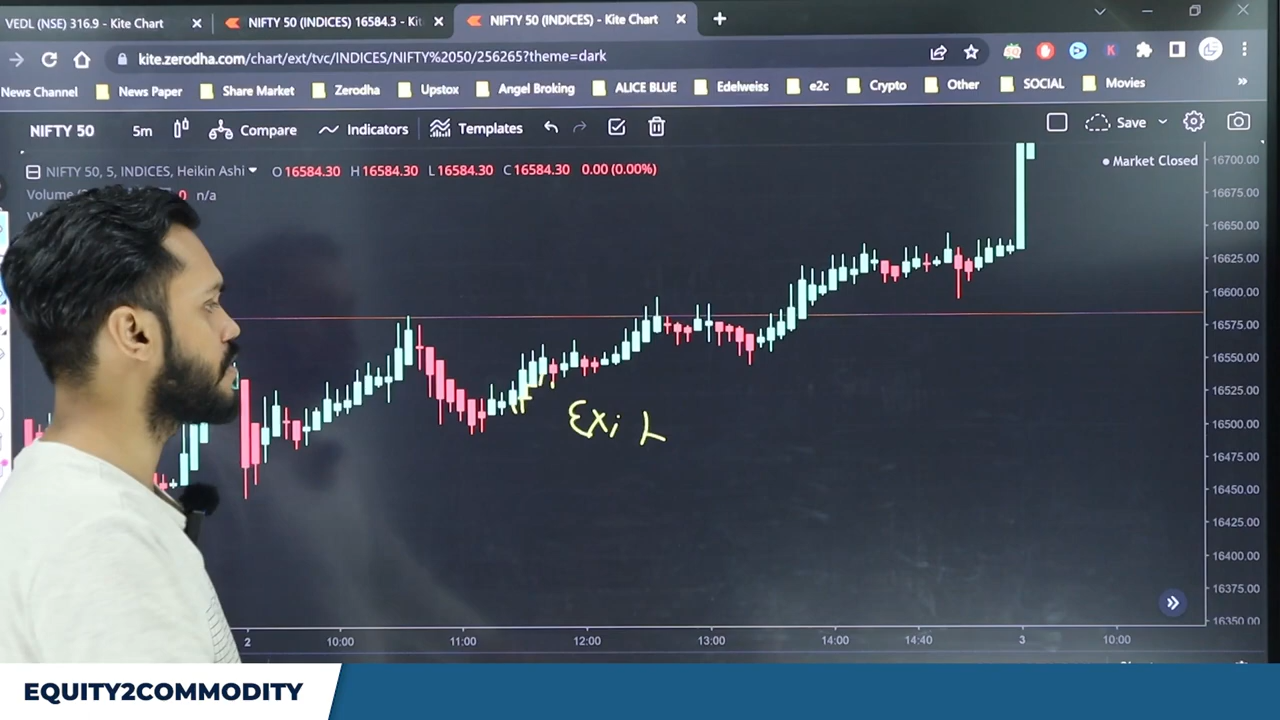 VEDL (NSE) 316.9 - Kite Chart
NIFTY 50 (INDICES) 16584.3 - Ki
NIFTY 50 (INDICES) - Kite Chart
kite.zerodha.com/chart/ext/tvc/INDICES/NIFTY%2050/256265?theme=dark
News Channel News Paper Share Market Zerodha Upstox Angel Broking ALICE BLUE Edelweiss e2c Crypto Other SOCIAL Movies »
NIFTY 50 5m Compare Indicators Templates Save
NIFTY 50, 5, INDICES, Heikin Ashi O 16584.30 H 16584.30 L 16584.30 C 16584.30 0.00 (0.00%)
Market Closed
Volume 0 n/a
16700.00
16675.00
16650.00
16625.00
16600.00
16575.00
16550.00
16525.00
16500.00
16475.00
16450.00
16425.00
16400.00
16375.00
16350.00
Exit
2 10:00 11:00 12:00 13:00 14:00 14:40 3 10:00
EQUITY2COMMODITY